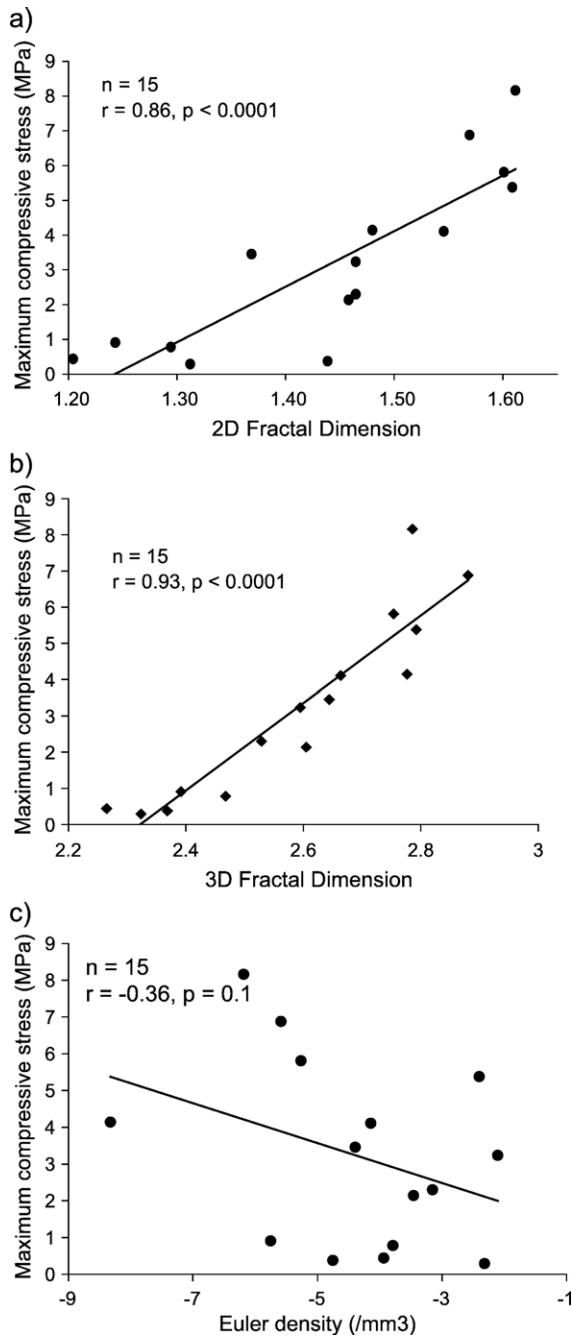 a)
Maximum compressive stress (MPa)
9
8
7
6
5
4
3
2
1
0
n = 15
r = 0.86, p < 0.0001
1.20 1.30 1.40 1.50 1.60
2D Fractal Dimension
b)
Maximum compressive stress (MPa)
9
8
7
6
5
4
3
2
1
0
n = 15
r = 0.93, p < 0.0001
2.2 2.4 2.6 2.8 3
3D Fractal Dimension
c)
Maximum compressive stress (MPa)
9
8
7
6
5
4
3
2
1
0
n = 15
r = -0.36, p = 0.1
-9 -7 -5 -3 -1
Euler density (/mm3)